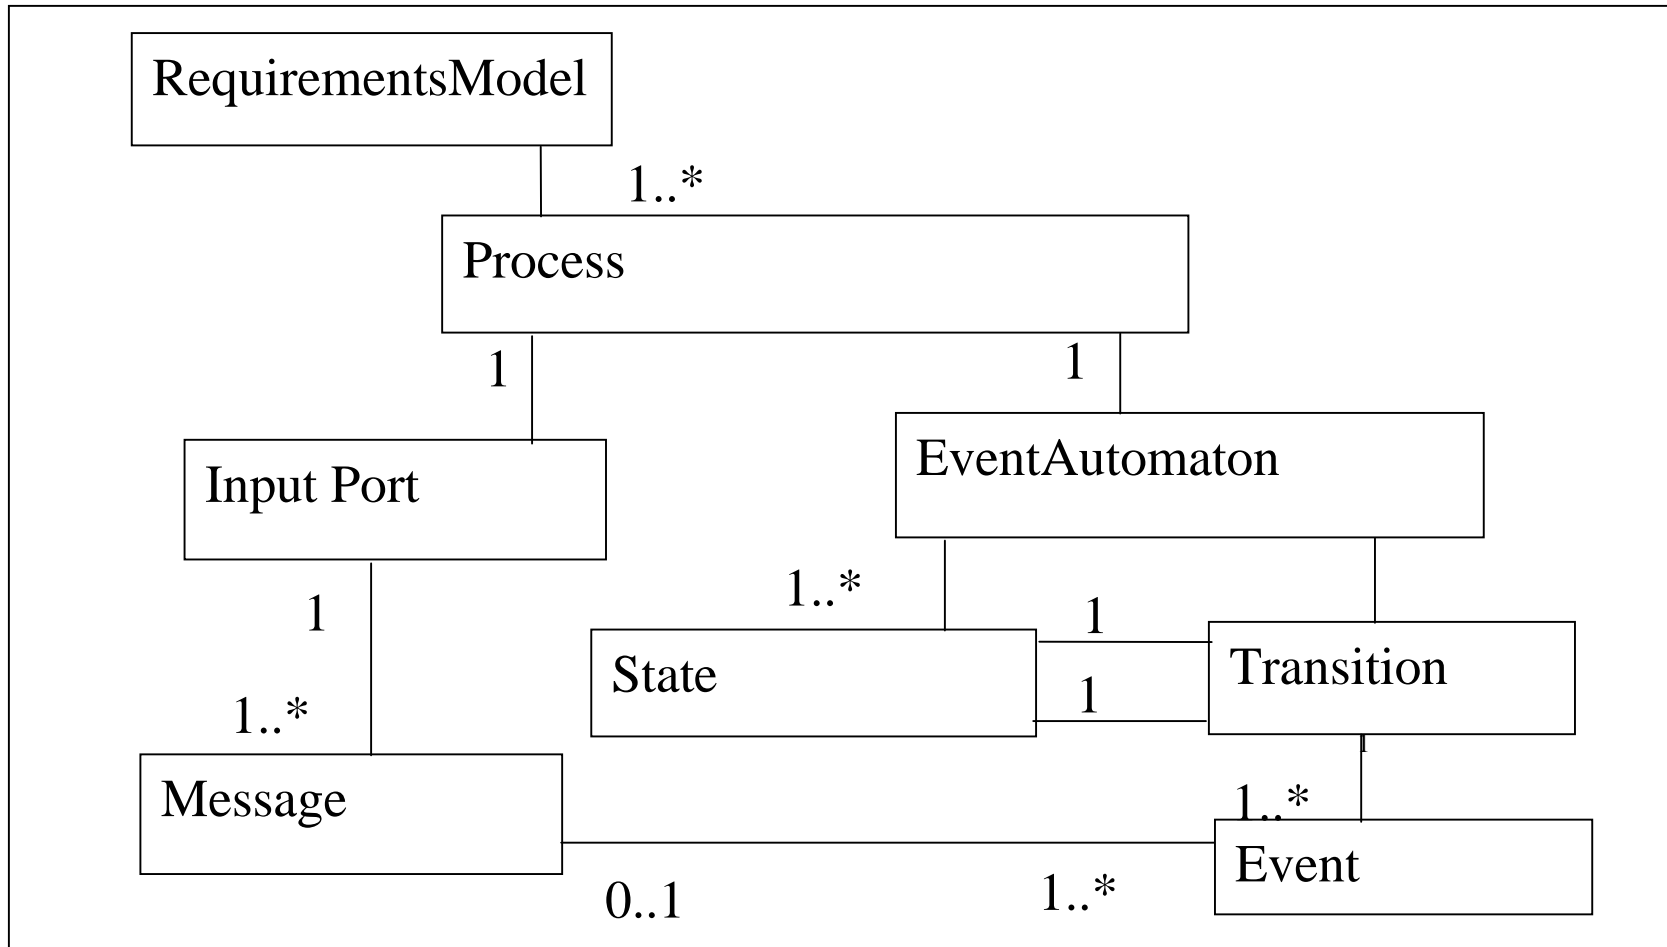 RequirementsModel
1..*
Process
1
1
Input Port
EventAutomaton
1
1..*
1
State
Transition
1
1..*
1
1..*
Message
Event
0..1
1..*